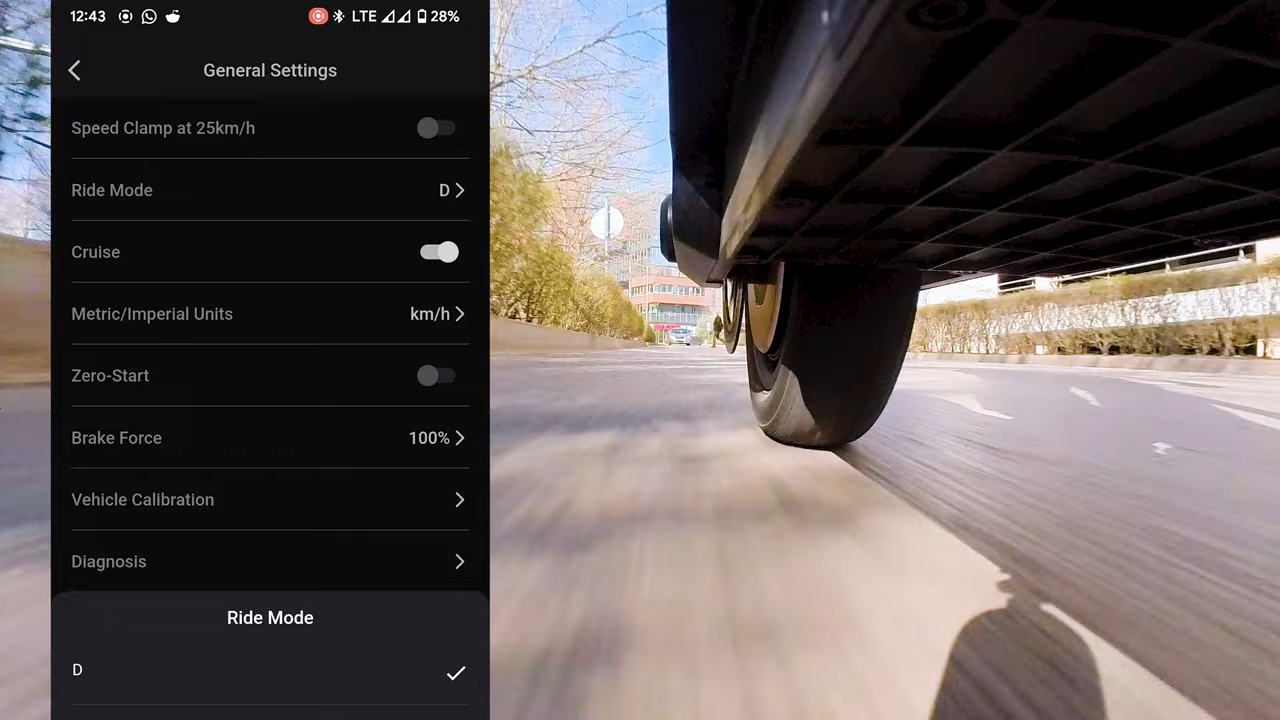 12:43 LTE 28%
General Settings
Speed Clamp at 25km/h
Ride Mode D
Cruise
Metric/Imperial Units km/h
Zero-Start
Brake Force 100%
Vehicle Calibration
Diagnosis
Ride Mode
D